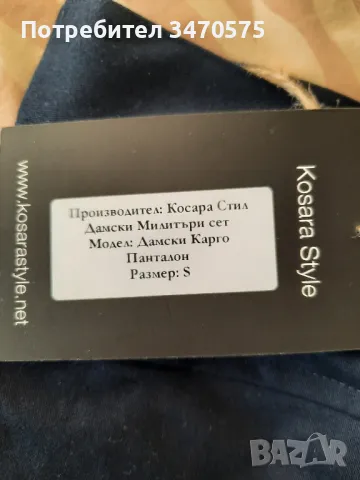 Потребител 3470575
Производител: Косара Стил
Дамски Милитъри сет
Модел: Дамски Карго
Панталон
Размер: S
Kosara Style
www.kosarastyle.net
BAZAR
bg